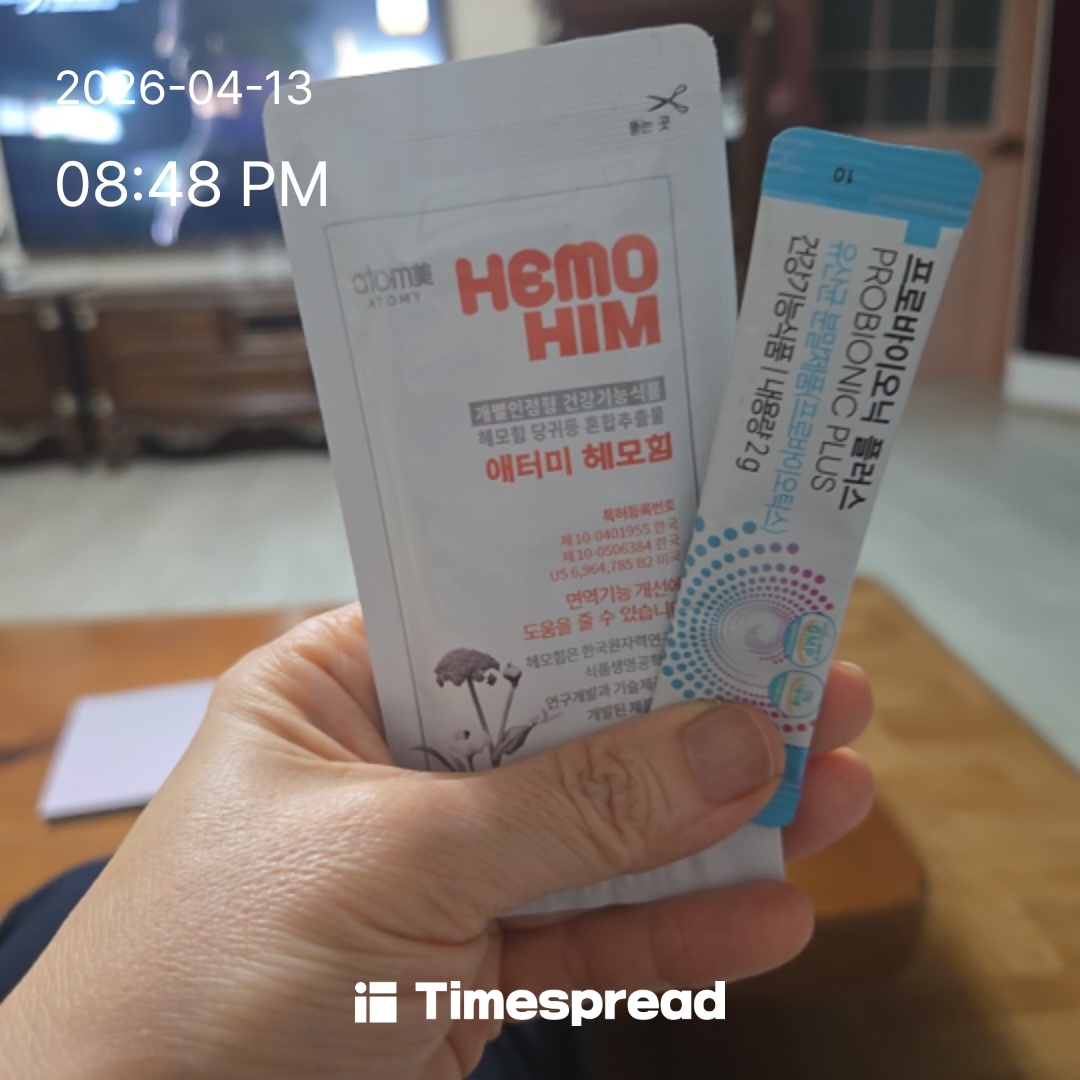 2026-04-13
08:48 PM
뜯는 곳
atom美
ATOMY
HEMO
HIM
개별인정형 건강기능식품
헤모힘 당귀등 혼합추출물
애터미 헤모힘
특허등록번호
제10-0401955 한국
제10-0506384 한국
US 6,964,785 B2 미국
면역기능 개선에
도움을 줄 수 있습니
헤모힘은 한국원자력연
식품생명공학
연구개발과 기술제
개발된 제품
10
프로바이오닉 플러스
PROBIONIC PLUS
유산균 분말제품(프로바이오틱스)
건강기능식품 | 내용량 2g
GMP
Timespread